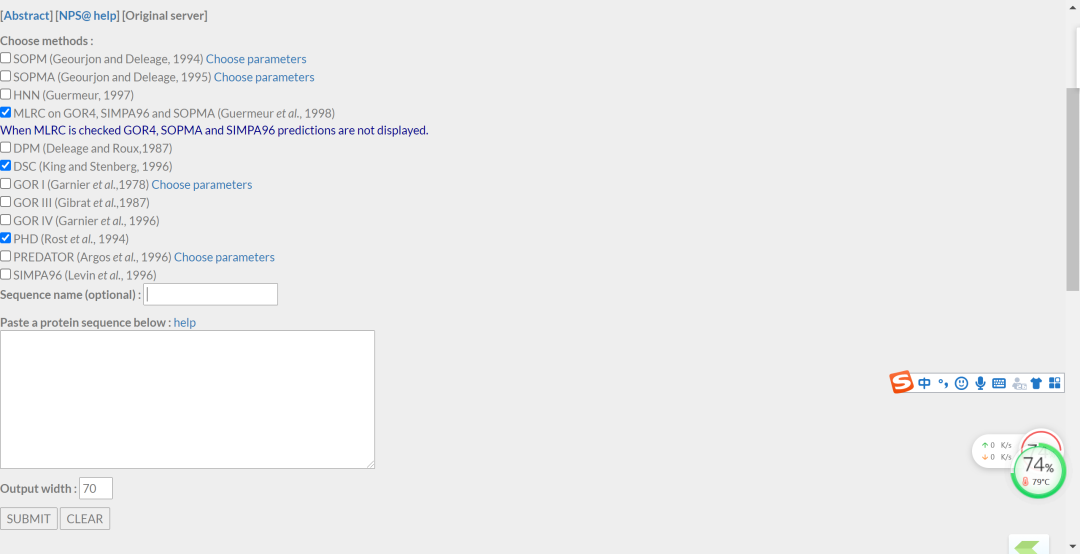 [Abstract] [NPS@ help] [Original server]
Choose methods :
SOPM (Geourjon and Deleage, 1994) Choose parameters
SOPMA (Geourjon and Deleage, 1995) Choose parameters
HNN (Guermeur, 1997)
MLRC on GOR4, SIMPA96 and SOPMA (Guermeur et al., 1998)
When MLRC is checked GOR4, SOPMA and SIMPA96 predictions are not displayed.
DPM (Deleage and Roux,1987)
DSC (King and Stenberg, 1996)
GOR I (Garnier et al.,1978) Choose parameters
GOR III (Gibrat et al.,1987)
GOR IV (Garnier et al., 1996)
PHD (Rost et al., 1994)
PREDATOR (Argos et al., 1996) Choose parameters
SIMPA96 (Levin et al., 1996)
Sequence name (optional) :
Paste a protein sequence below : help
S 中 °,
0 K/s
0 K/s
74%
79°C
Output width : 70
SUBMIT CLEAR